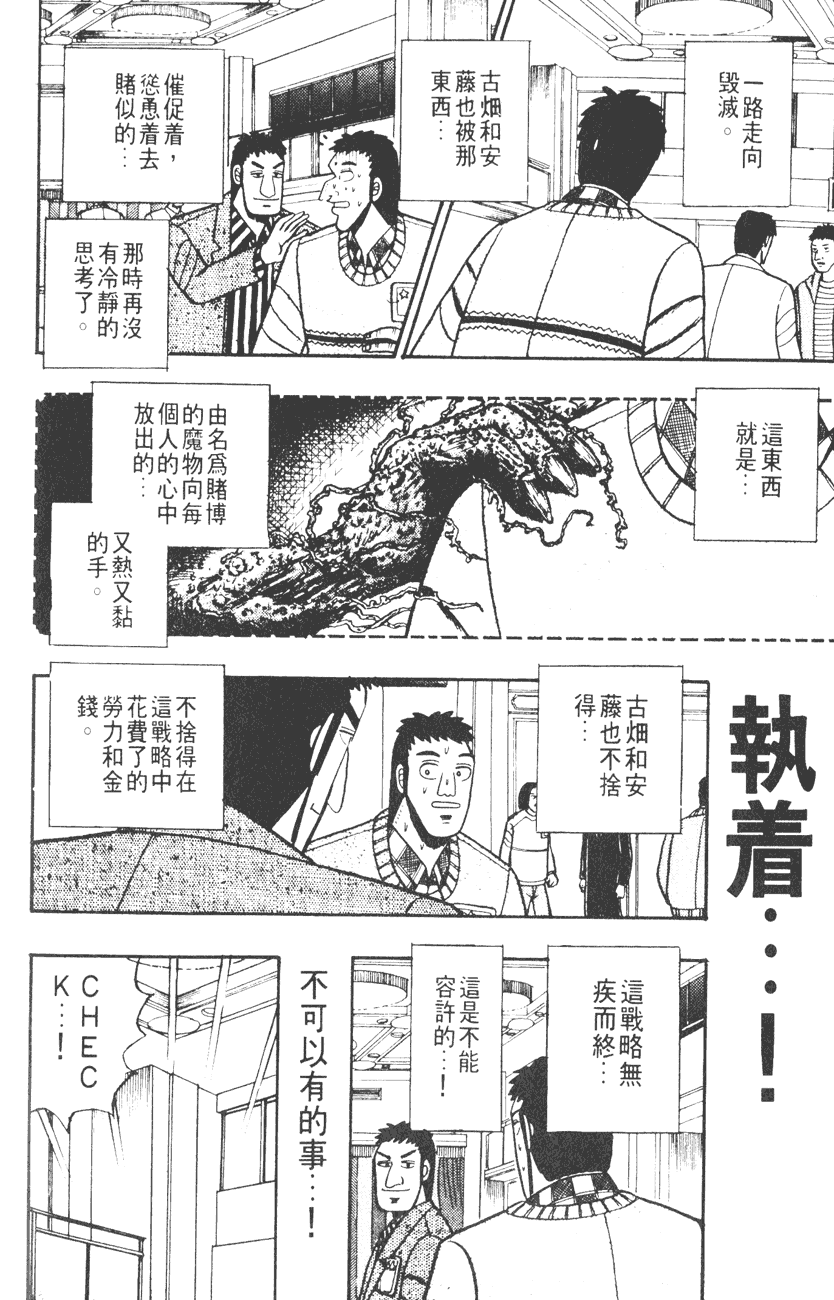 一路走向
毀滅。
古畑和安
藤也被那
東西…
催促着，
慫恿着去
賭似的…
那時再沒
有冷靜的
思考了。
這東西
就是…
由名爲賭博
的魔物向每
個人的心中
放出的…
又熱又黏
的手。
執着…！
古畑和安
藤也不捨
得…
不捨得在
這戰略中
花費了的
勞力和金
錢。
這戰略無
疾而終…
這是不能
容許的…！
不可以有的事…！
CHEC
K…！